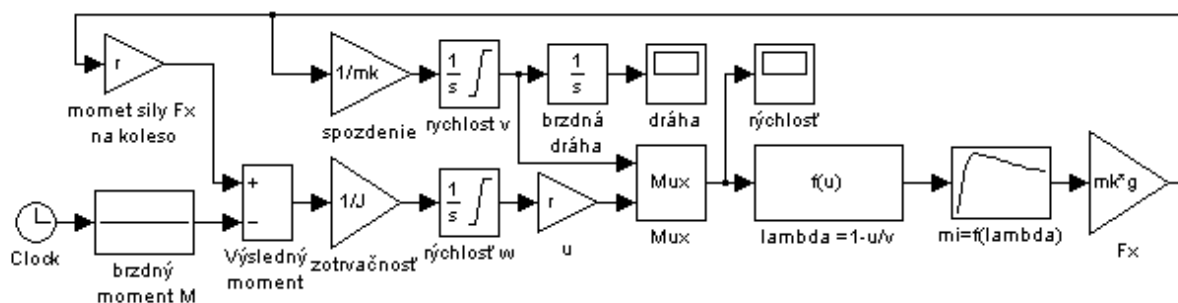 r
momet sily Fx
na koleso
1/mk
spozdenie
1
s
rychlost v
1
s
brzdná
dráha
dráha
rýchlosť
Clock
brzdný
moment M
+
−
Výsledný
moment
1/J
zotrvačnosť
1
s
rýchlosť w
r
u
Mux
Mux
f(u)
lambda =1-u/v
mi=f(lambda)
mk*g
Fx